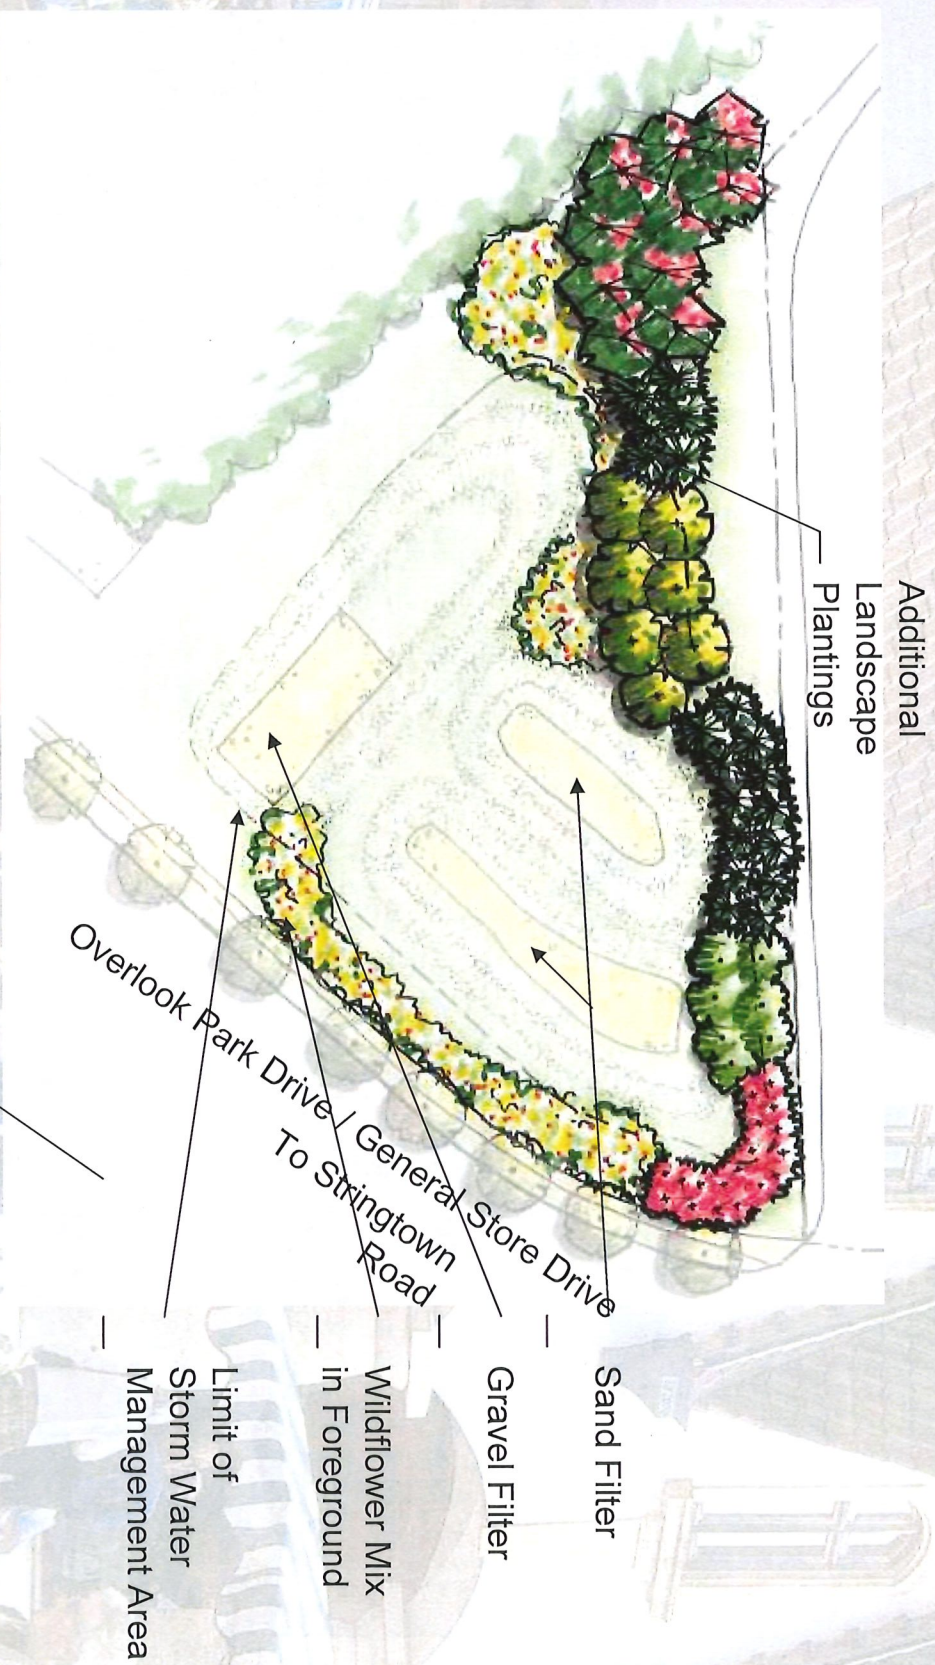 Additional
Landscape
Plantings
Overlook Park Drive / General Store Drive
To Stringtown
Road
Sand Filter
Gravel Filter
Wildflower Mix
in Foreground
Limit of
Storm Water
Management Area